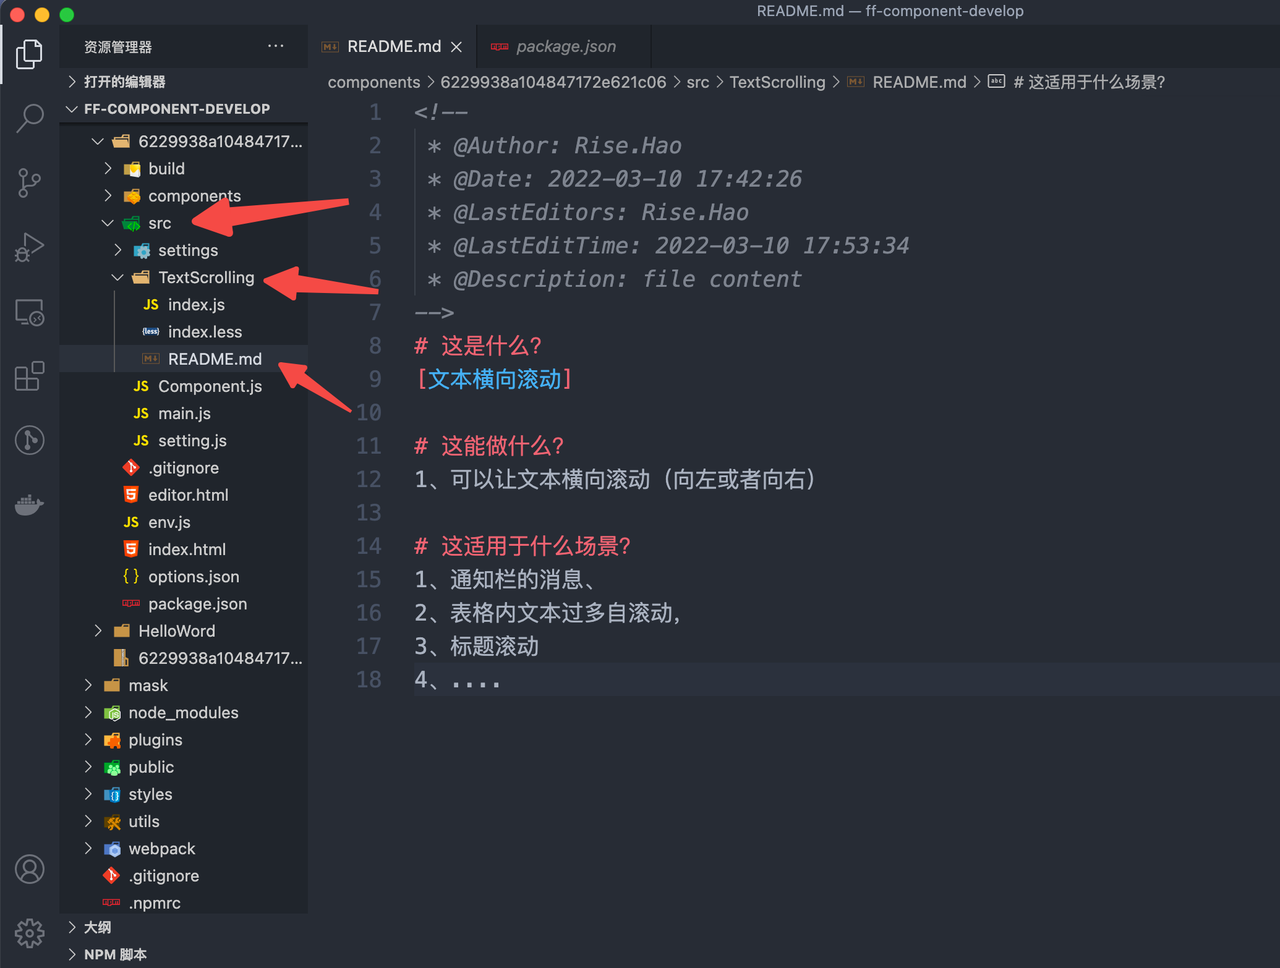 README.md — ff-component-develop
资源管理器
README.md
package.json
打开的编辑器
components > 6229938a104847172e621c06 > src > TextScrolling > README.md > # 这适用于什么场景?
FF-COMPONENT-DEVELOP
6229938a10484717...
build
components
src
settings
TextScrolling
JS index.js
{less} index.less
README.md
JS Component.js
JS main.js
JS setting.js
.gitignore
editor.html
JS env.js
index.html
{ } options.json
package.json
HelloWord
6229938a10484717...
mask
node_modules
plugins
public
styles
utils
webpack
.gitignore
.npmrc
大纲
NPM 脚本
1 <!--
2 * @Author: Rise.Hao
3 * @Date: 2022-03-10 17:42:26
4 * @LastEditors: Rise.Hao
5 * @LastEditTime: 2022-03-10 17:53:34
6 * @Description: file content
7 -->
8 # 这是什么?
9 [文本横向滚动]
10
11 # 这能做什么?
12 1、可以让文本横向滚动（向左或者向右）
13
14 # 这适用于什么场景?
15 1、通知栏的消息、
16 2、表格内文本过多自滚动,
17 3、标题滚动
18 4、....